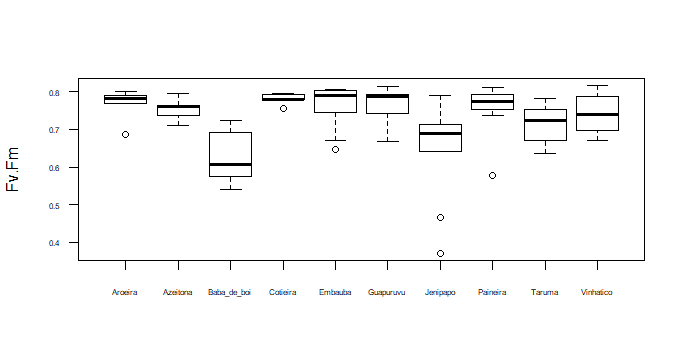 Fv.Fm
0.8
0.7
0.6
0.5
0.4
Aroeira Azeitona Baba_de_boi Cotieira Embauba Guapuruvu Jenipapo Paineira Taruma Vinhatico